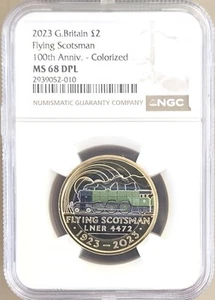 2023 G.Britain £2
Flying Scotsman
100th Anniv. - Colorized
MS 68 DPL
2939052-010
NUMISMATIC GUARANTY COMPANY
NGC
FLYING SCOTSMAN
LNER 4472
1923 - 2023